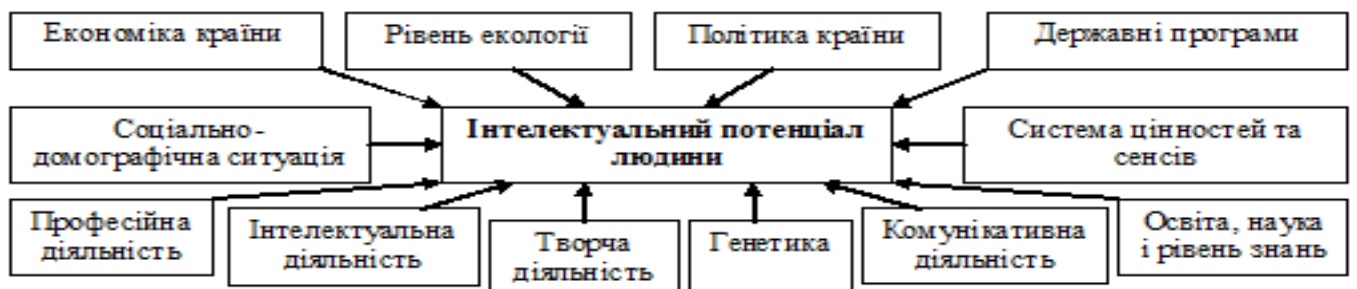 Економіка країни
Рівень екології
Політика країни
Державні програми
Соціально-
домографічна ситуація
Інтелектуальний потенціал
людини
Система цінностей та
сенсів
Професійна
діяльність
Інтелектуальна
діяльність
Творча
діяльність
Генетика
Комунікативна
діяльність
Освіта, наука
і рівень знань